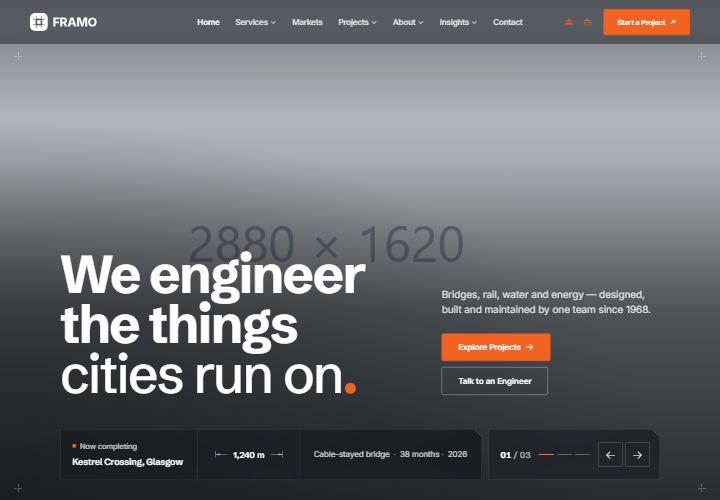 FRAMO
Home Services Markets Projects About Insights Contact
Start a Project ↗
2880 × 1620
We engineer
the things
cities run on.
Bridges, rail, water and energy — designed,
built and maintained by one team since 1968.
Explore Projects →
Talk to an Engineer
Now completing
Kestrel Crossing, Glasgow
1,240 m
Cable-stayed bridge · 38 months · 2026
01 / 03